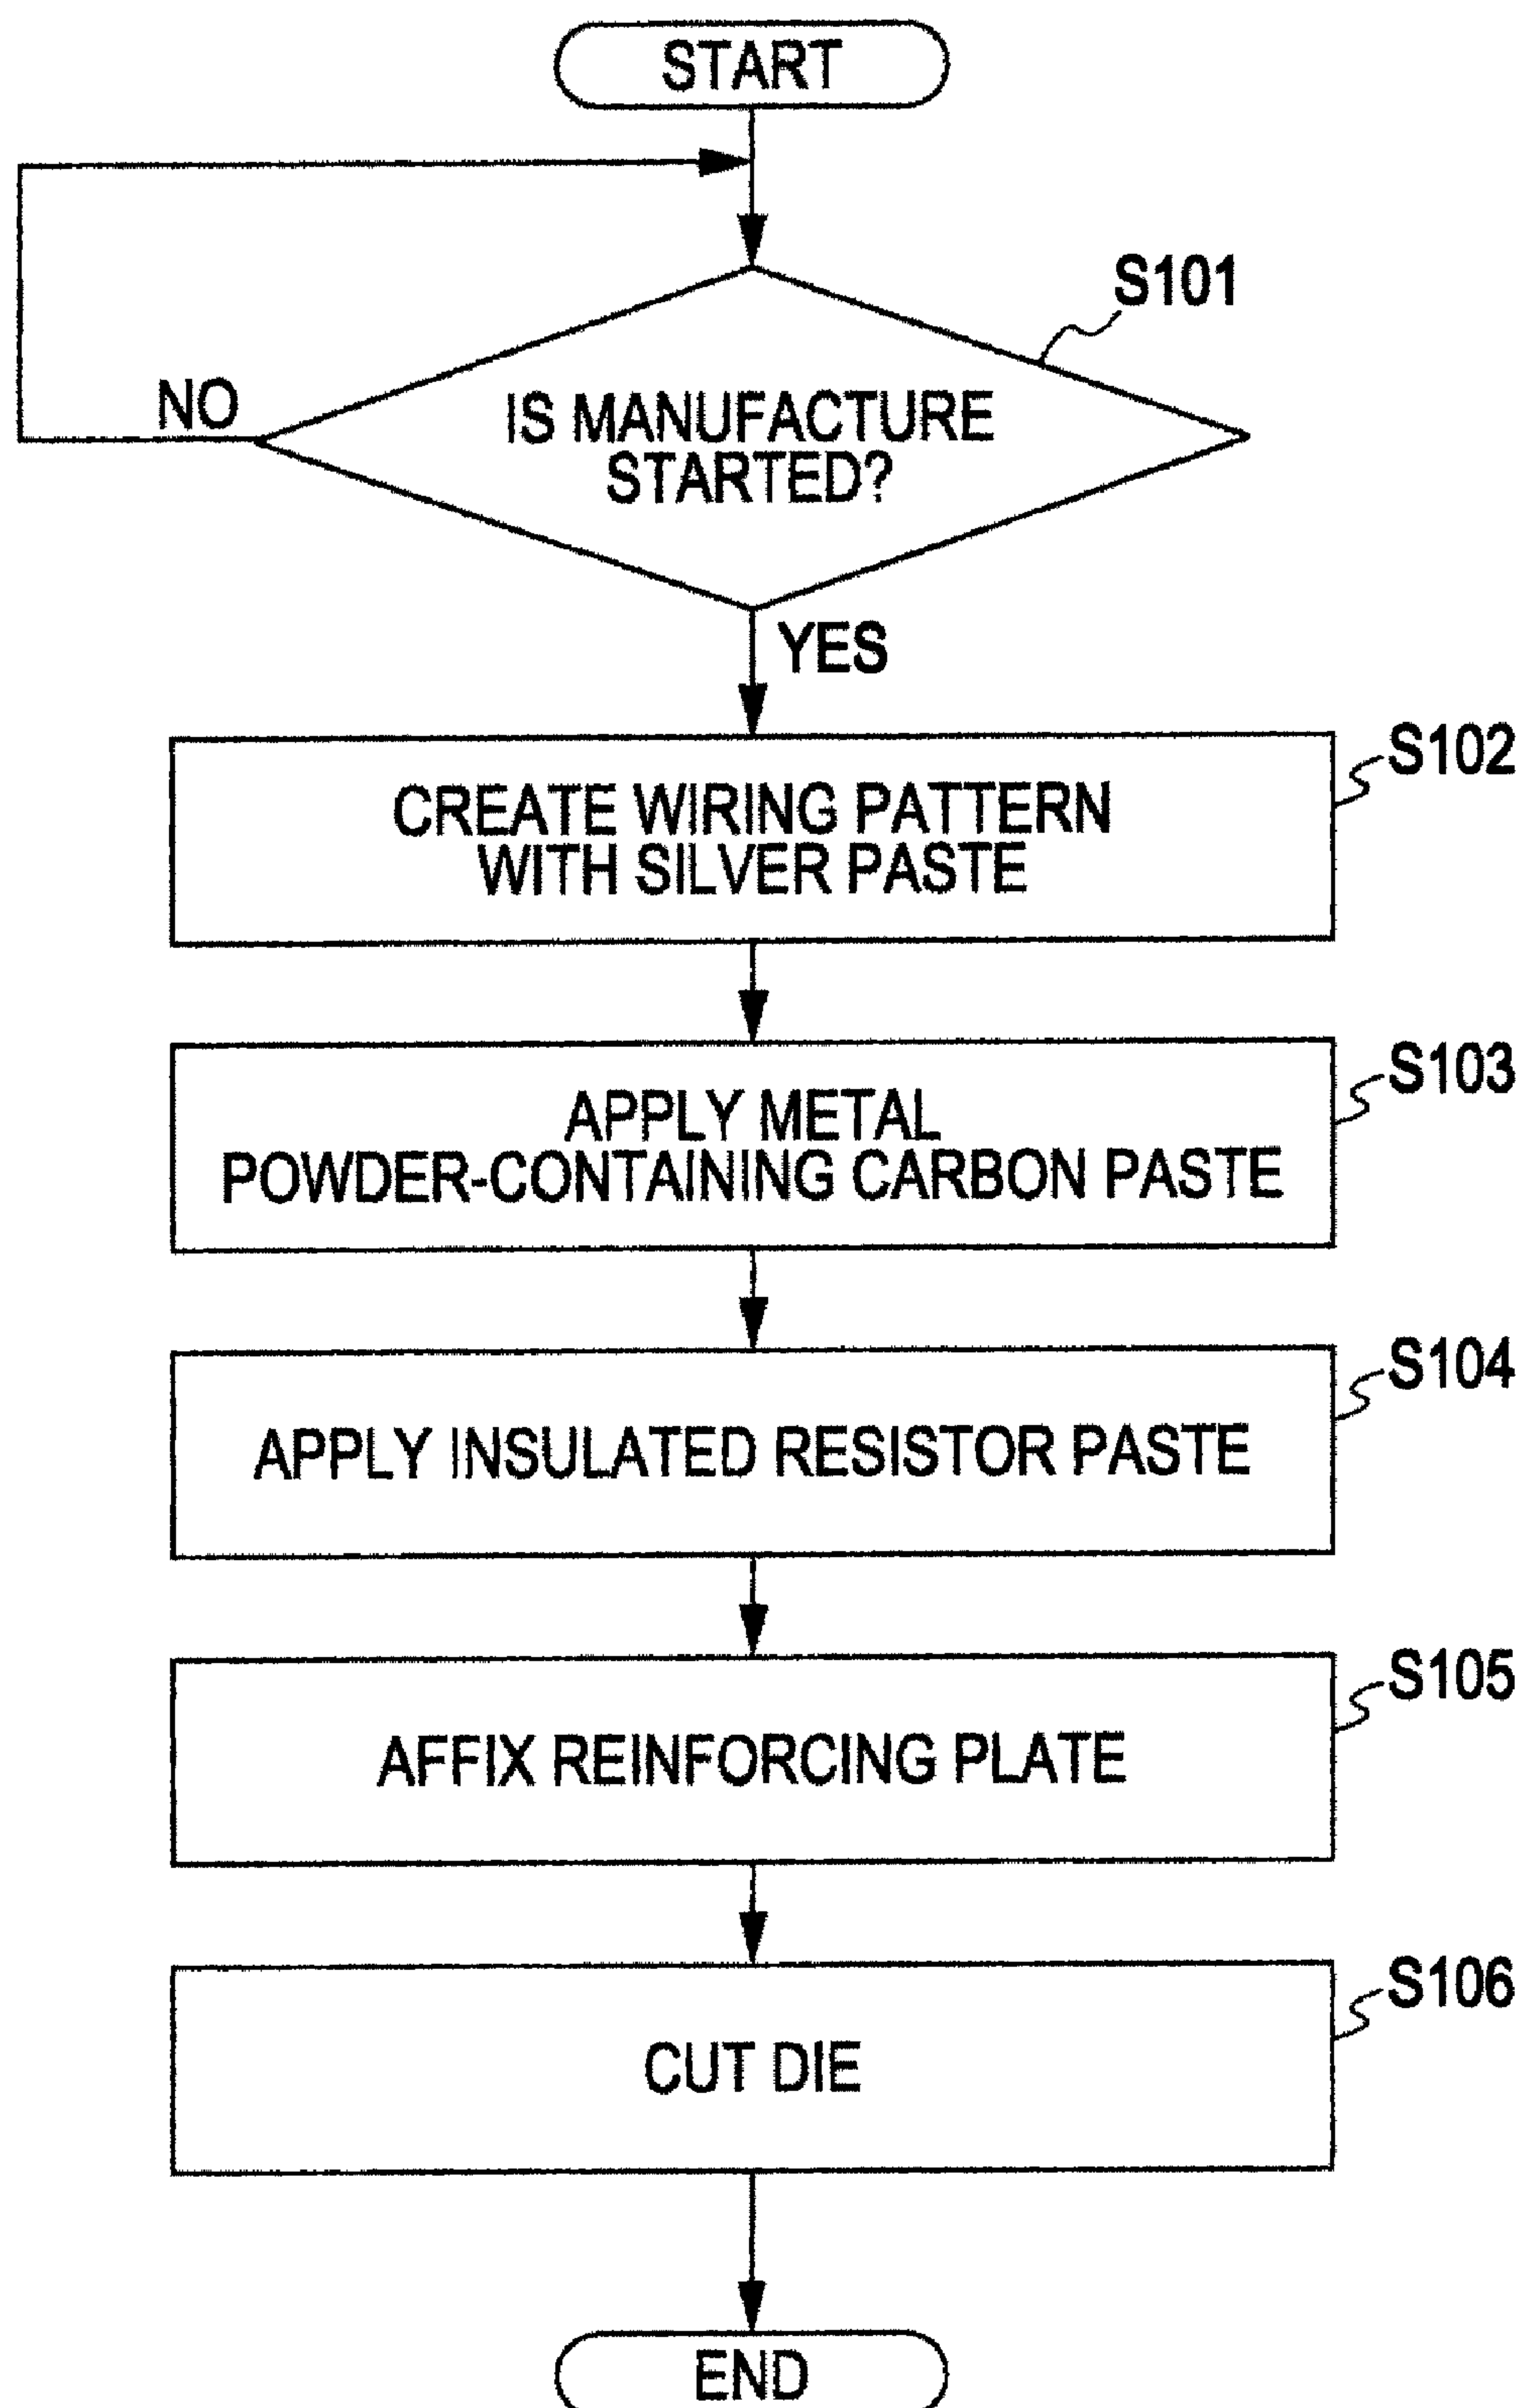 START
S101
IS MANUFACTURE
STARTED?
NO
YES
S102
CREATE WIRING PATTERN
WITH SILVER PASTE
S103
APPLY METAL
POWDER-CONTAINING CARBON PASTE
S104
APPLY INSULATED RESISTOR PASTE
S105
AFFIX REINFORCING PLATE
S106
CUT DIE
END